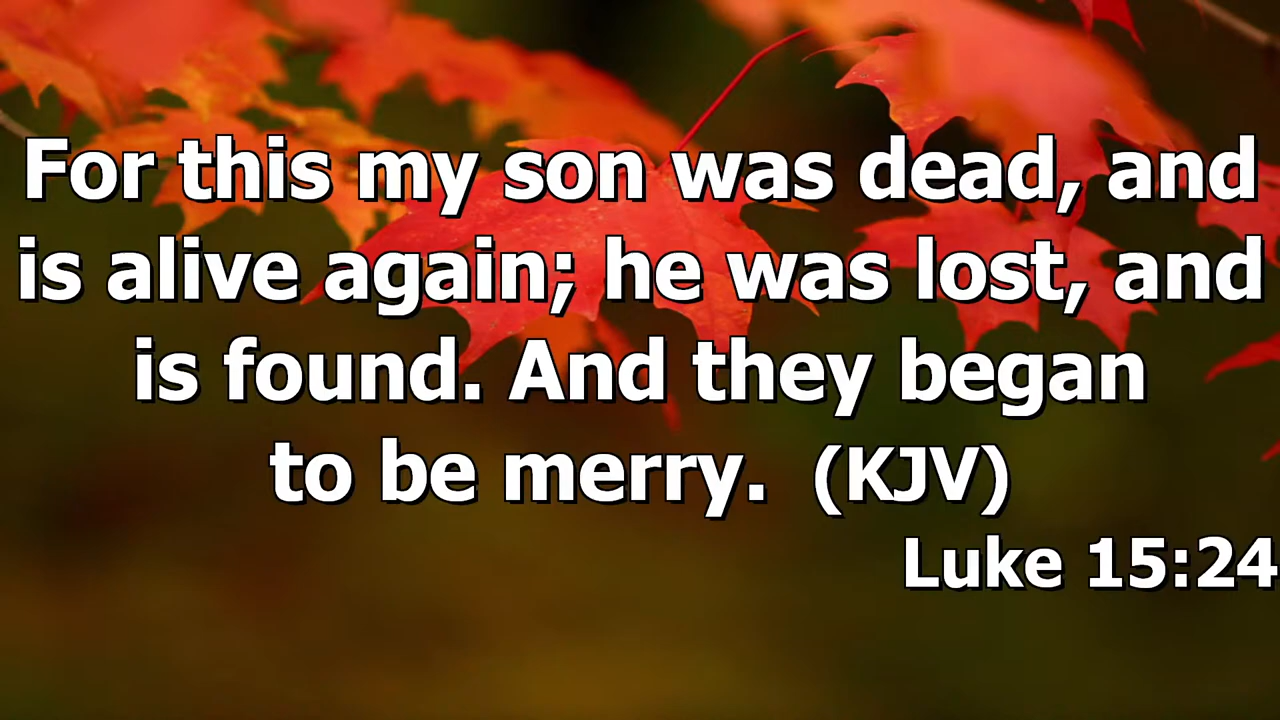 For this my son was dead, and
is alive again; he was lost, and
is found. And they began
to be merry. (KJV)
Luke 15:24